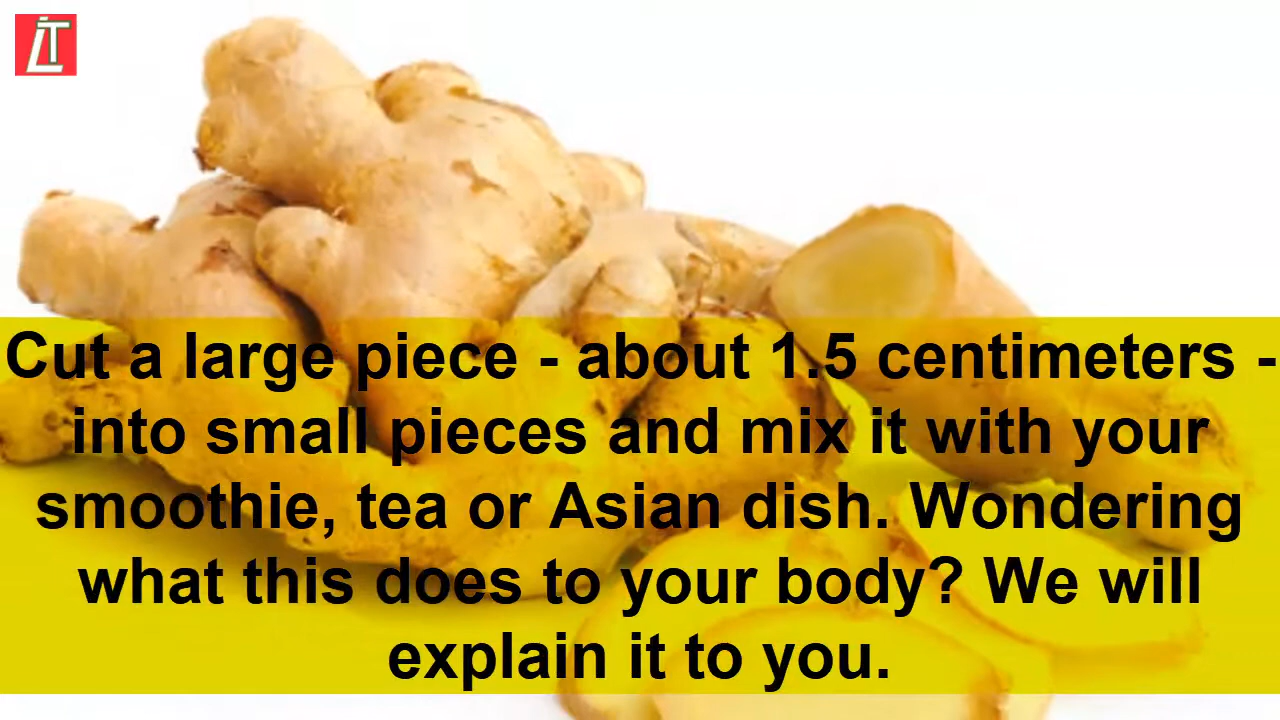 LT
Cut a large piece - about 1.5 centimeters -
into small pieces and mix it with your
smoothie, tea or Asian dish. Wondering
what this does to your body? We will
explain it to you.